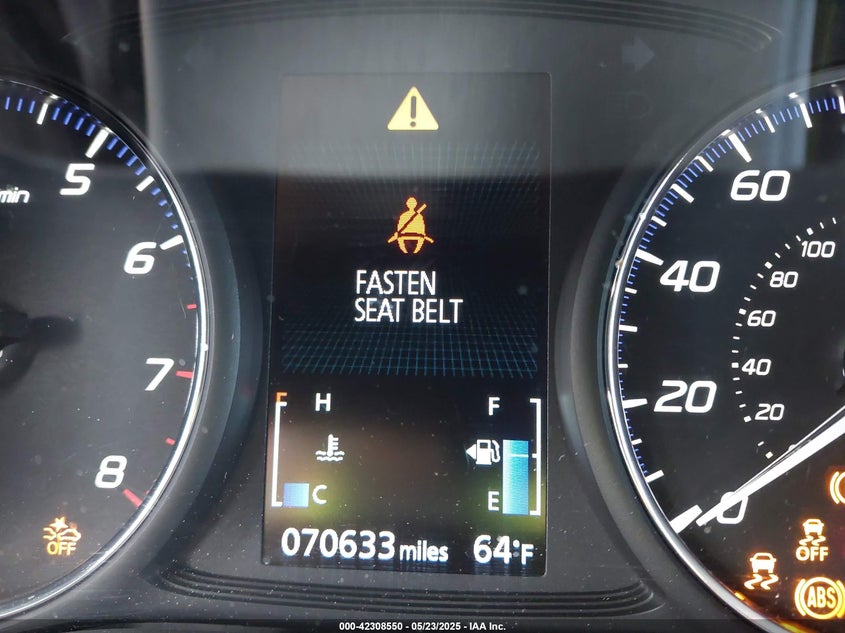 min
5
6
7
8
OFF
FASTEN
SEAT BELT
H
C
F
E
070633 miles
64°F
60
40
20
0
100
80
60
40
20
OFF
ABS
000-42308550 - 05/23/2025 - IAA Inc.